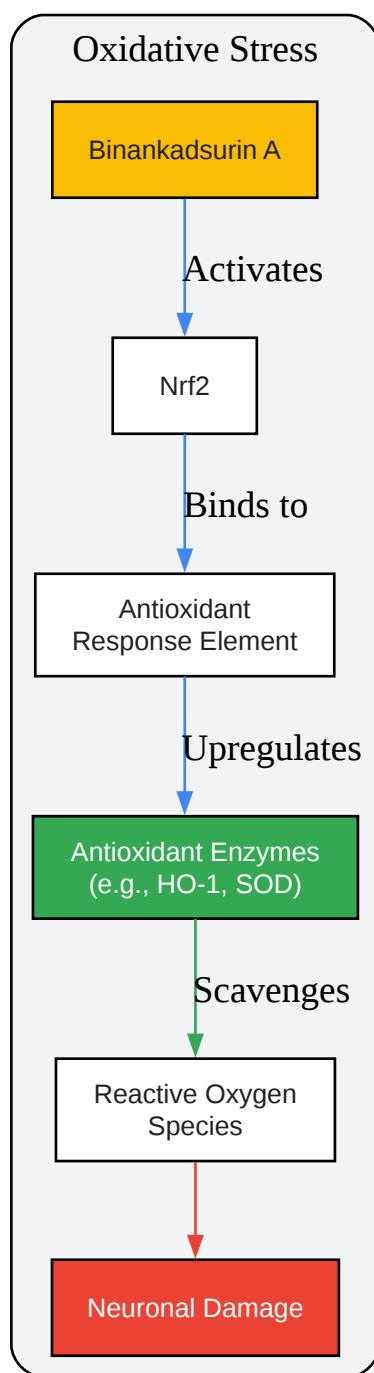 Oxidative Stress
Binankadsurin A
Activates
Nrf2
Binds to
Antioxidant
Response Element
Upregulates
Antioxidant Enzymes
(e.g., HO-1, SOD)
Scavenges
Reactive Oxygen
Species
Neuronal Damage